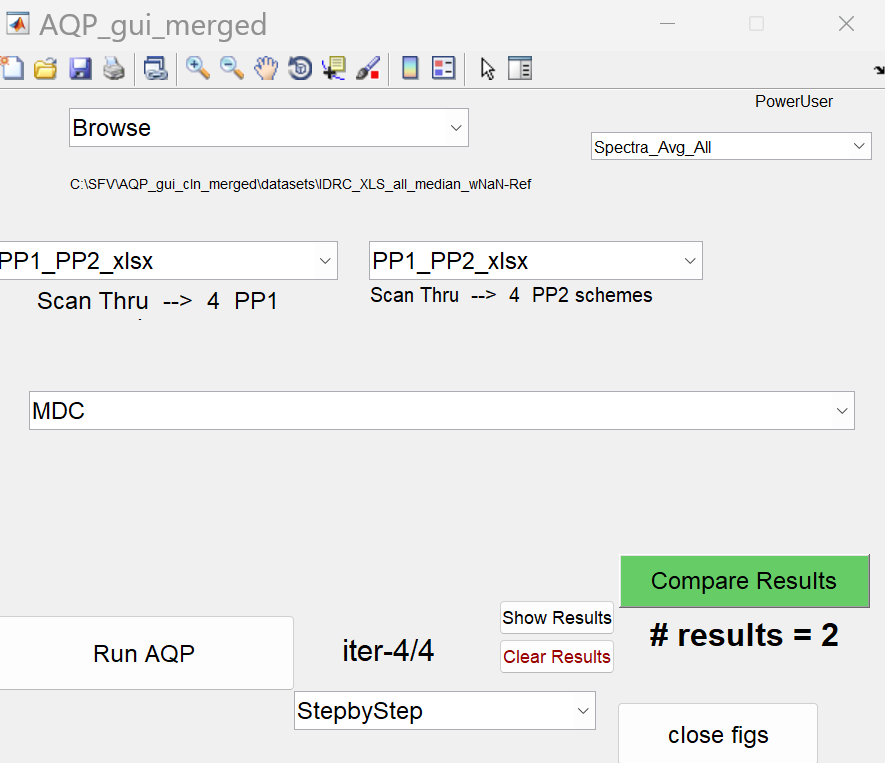 AQP_gui_merged
PowerUser
Browse
Spectra_Avg_All
C:\SFV\AQP_gui_cln_merged\datasets\IDRC_XLS_all_median_wNaN-Ref
PP1_PP2_xlsx
PP1_PP2_xlsx
Scan Thru --> 4 PP1
Scan Thru --> 4 PP2 schemes
MDC
Compare Results
Show Results
# results = 2
Run AQP
iter-4/4
Clear Results
StepbyStep
close figs